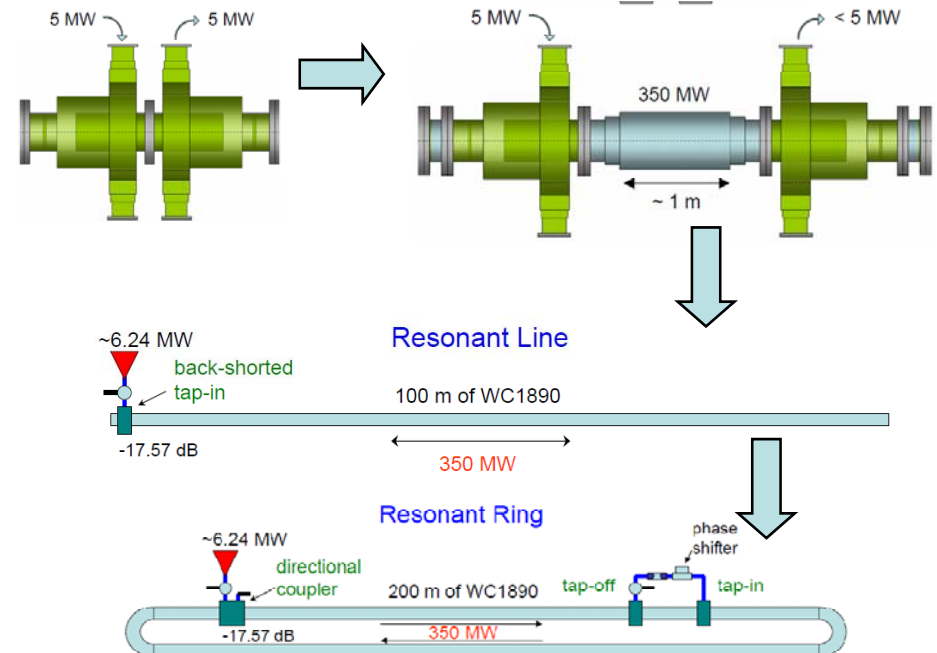 5 MW
5 MW
5 MW
< 5 MW
350 MW
~ 1 m
Resonant Line
~6.24 MW
back-shorted
tap-in
100 m of WC1890
-17.57 dB
350 MW
Resonant Ring
~6.24 MW
directional
coupler
200 m of WC1890
phase
shifter
tap-off
tap-in
-17.57 dB
350 MW